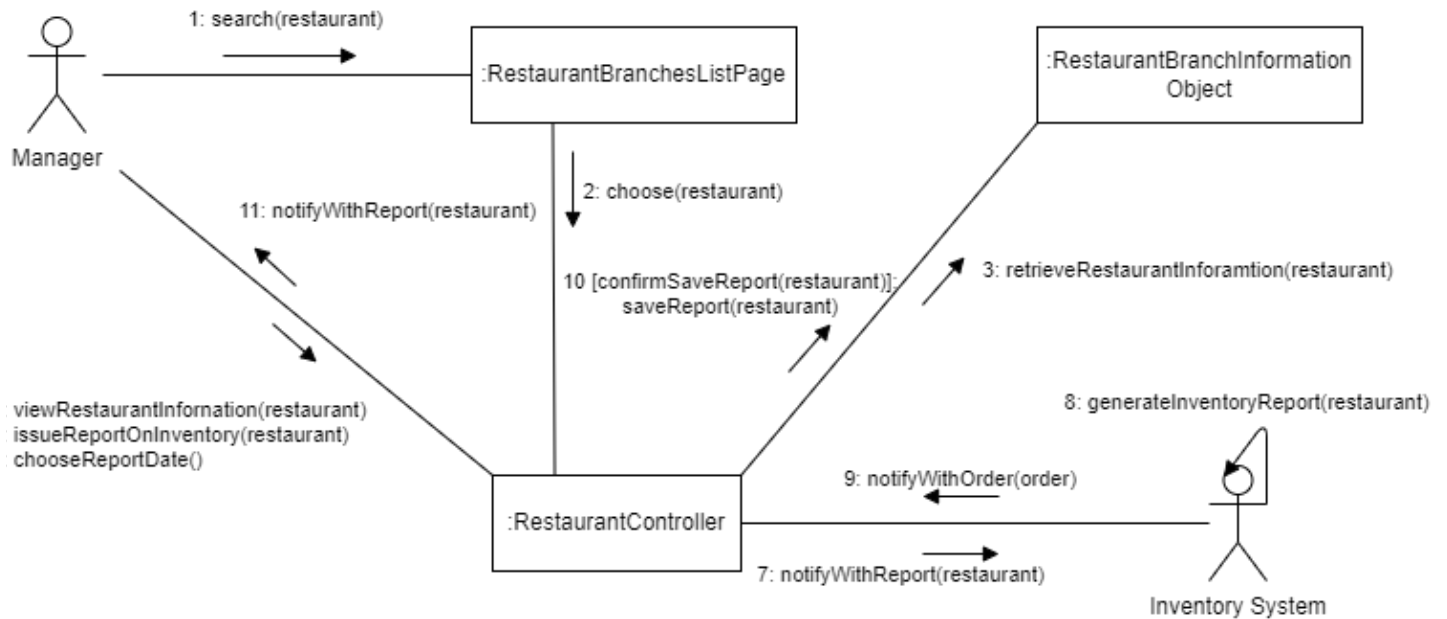 1: search(restaurant)
:RestaurantBranchesListPage
:RestaurantBranchInformation
Object
Manager
2: choose(restaurant)
11: notifyWithReport(restaurant)
3: retrieveRestaurantInforamtion(restaurant)
10 [confirmSaveReport(restaurant)];
saveReport(restaurant)
: viewRestaurantInfornation(restaurant)
: issueReportOnInventory(restaurant)
: chooseReportDate()
8: generateInventoryReport(restaurant)
9: notifyWithOrder(order)
:RestaurantController
7: notifyWithReport(restaurant)
Inventory System